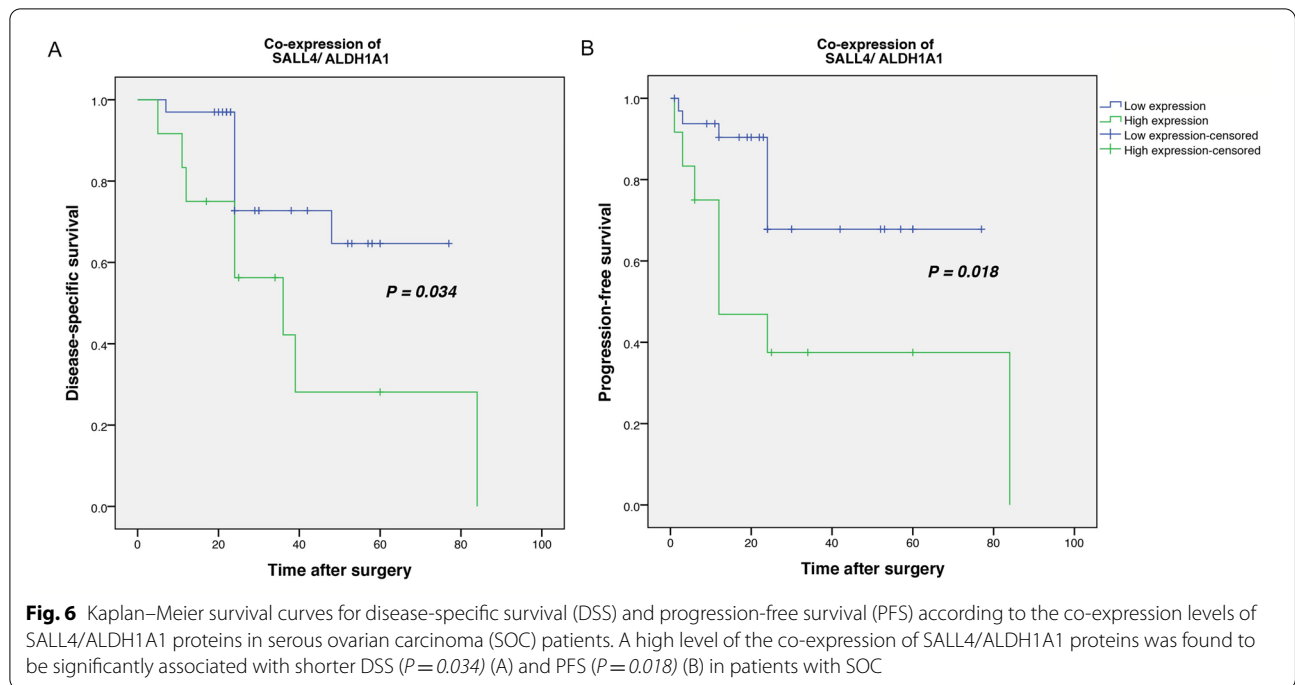 A
Co-expression of
SALL4/ ALDH1A1
Disease-specific survival
1.0
0.8
0.6
0.4
0.2
0.0
P = 0.034
0 20 40 60 80 100
Time after surgery
B
Co-expression of
SALL4/ ALDH1A1
Progression-free survival
1.0
0.8
0.6
0.4
0.2
0.0
P = 0.018
0 20 40 60 80 100
Time after surgery
Low expression
High expression
Low expression-censored
High expression-censored
Fig. 6 Kaplan–Meier survival curves for disease-specific survival (DSS) and progression-free survival (PFS) according to the co-expression levels of
SALL4/ALDH1A1 proteins in serous ovarian carcinoma (SOC) patients. A high level of the co-expression of SALL4/ALDH1A1 proteins was found to
be significantly associated with shorter DSS (P = 0.034) (A) and PFS (P = 0.018) (B) in patients with SOC